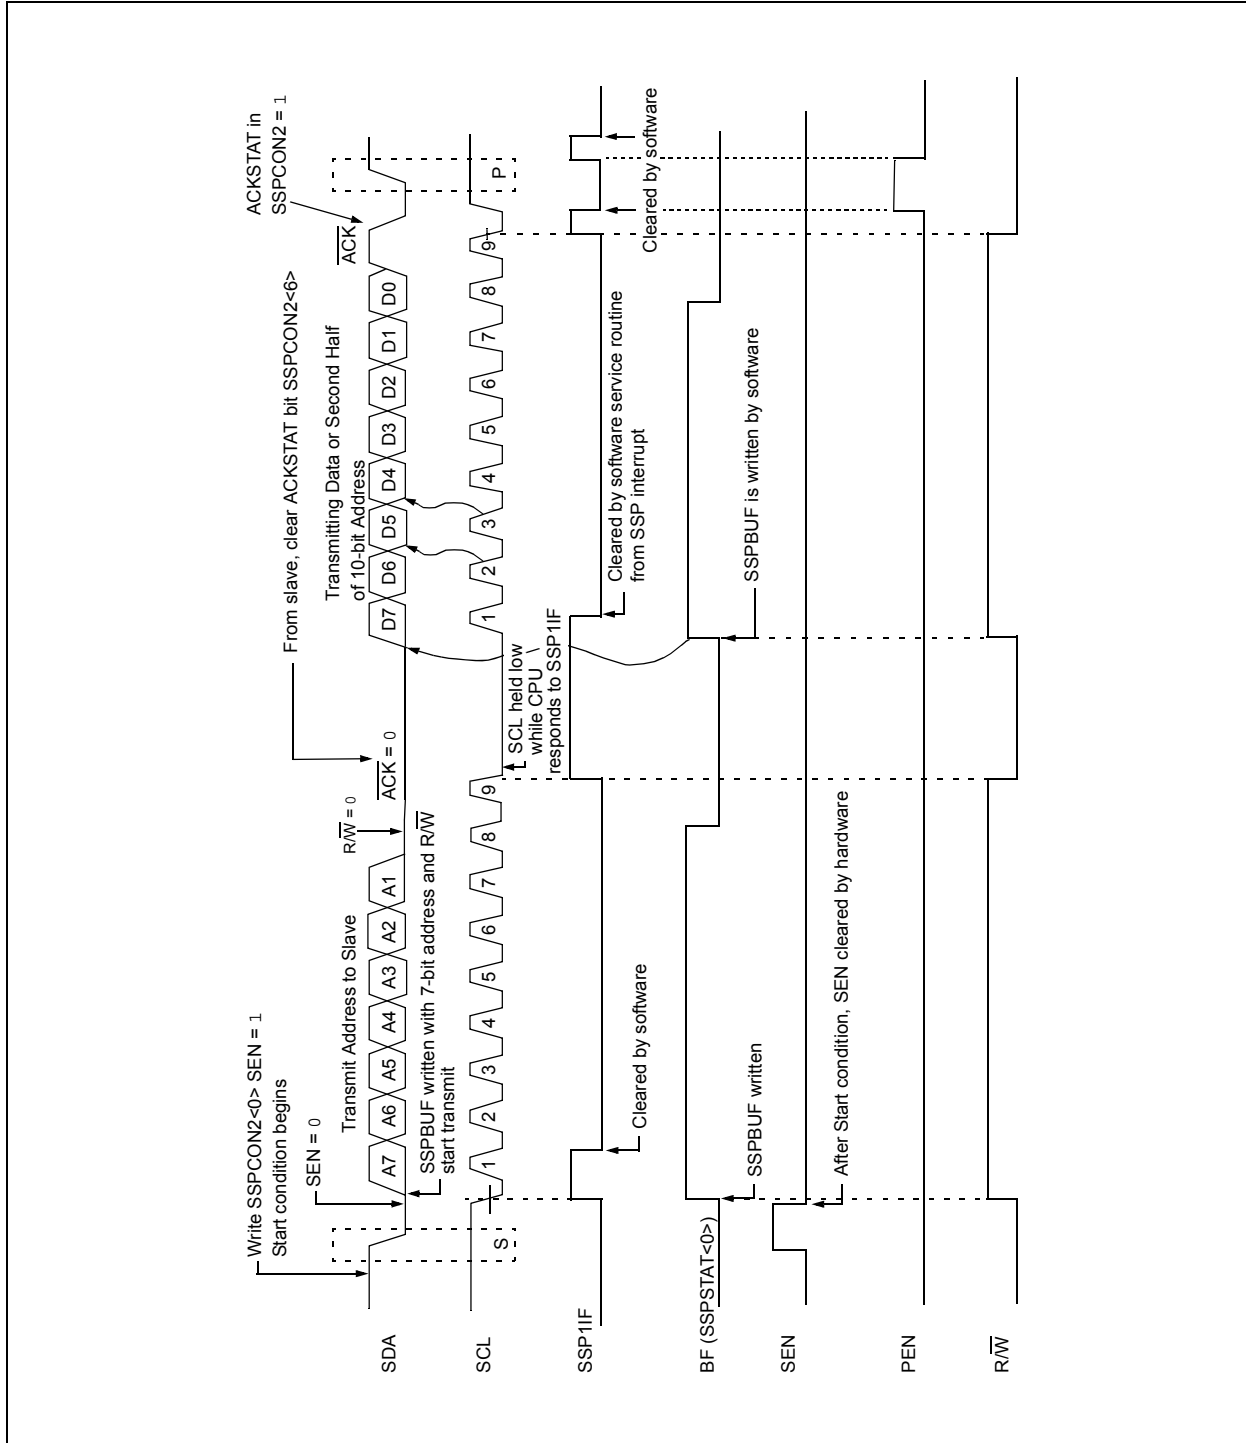 Write SSPCON2<0> SEN = 1
Start condition begins
SEN = 0
Transmit Address to Slave
R/W = 0
From slave, clear ACKSTAT bit SSPCON2<6>
ACK = 0
Transmitting Data or Second Half
of 10-bit Address
ACKSTAT in
SSPCON2 = 1
ACK
SDA
A7 A6 A5 A4 A3 A2 A1
D7 D6 D5 D4 D3 D2 D1 D0
SSPBUF written with 7-bit address and R/W
start transmit
SCL
S
1 2 3 4 5 6 7 8 9
1 2 3 4 5 6 7 8 9
P
SCL held low
while CPU
responds to SSP1IF
SSP1IF
Cleared by software
Cleared by software service routine
from SSP interrupt
Cleared by software
BF (SSPSTAT<0>)
SSPBUF written
SSPBUF is written by software
SEN
After Start condition, SEN cleared by hardware
PEN
R/W